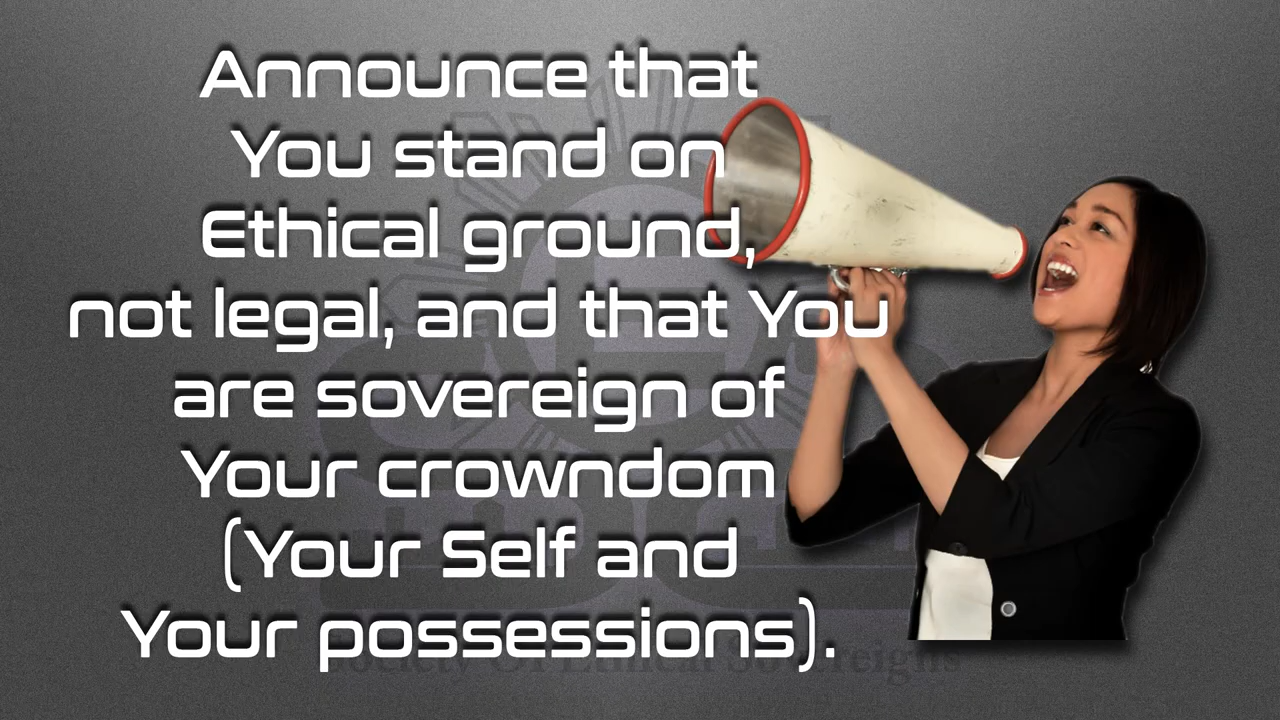 Announce that
You stand on
Ethical ground,
not legal, and that You
are sovereign of
Your crowndom
(Your Self and
Your possessions).